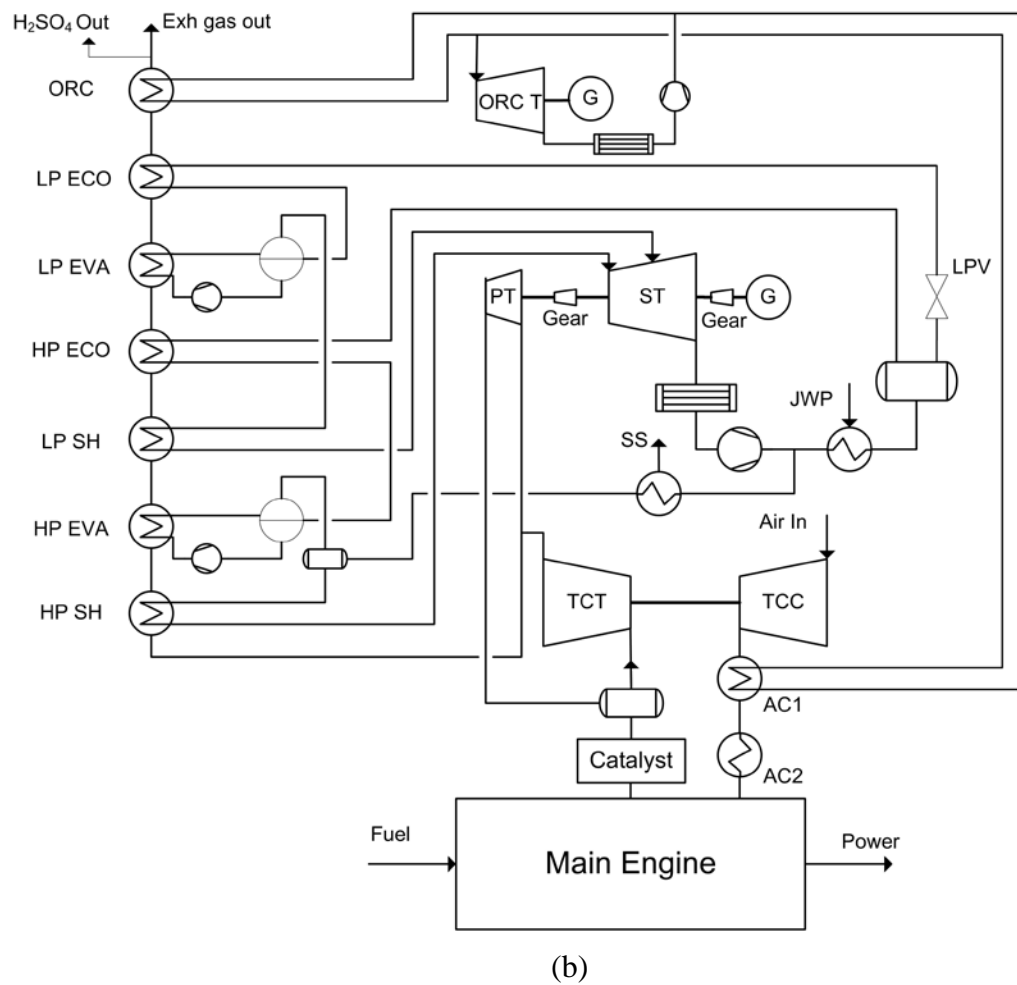 H₂SO₄ Out
Exh gas out
ORC
ORC T
G
LP ECO
LP EVA
LPV
PT
ST
G
Gear
Gear
HP ECO
JWP
LP SH
SS
HP EVA
Air In
HP SH
TCT
TCC
AC1
Catalyst
AC2
Fuel
Main Engine
Power
(b)